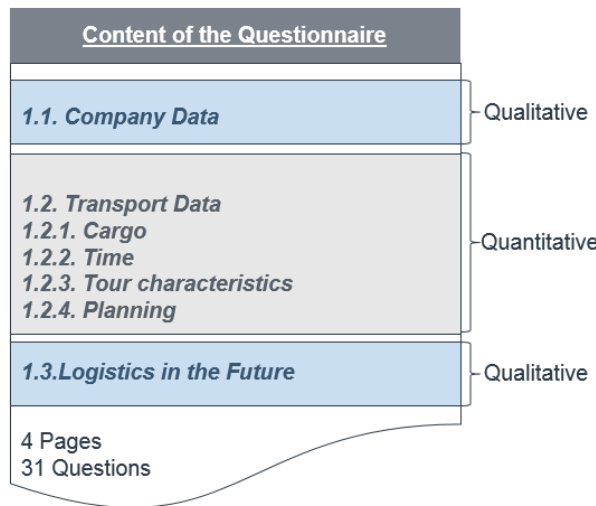 Content of the Questionnaire
1.1. Company Data
Qualitative
1.2. Transport Data
1.2.1. Cargo
1.2.2. Time
1.2.3. Tour characteristics
1.2.4. Planning
Quantitative
1.3.Logistics in the Future
Qualitative
4 Pages
31 Questions